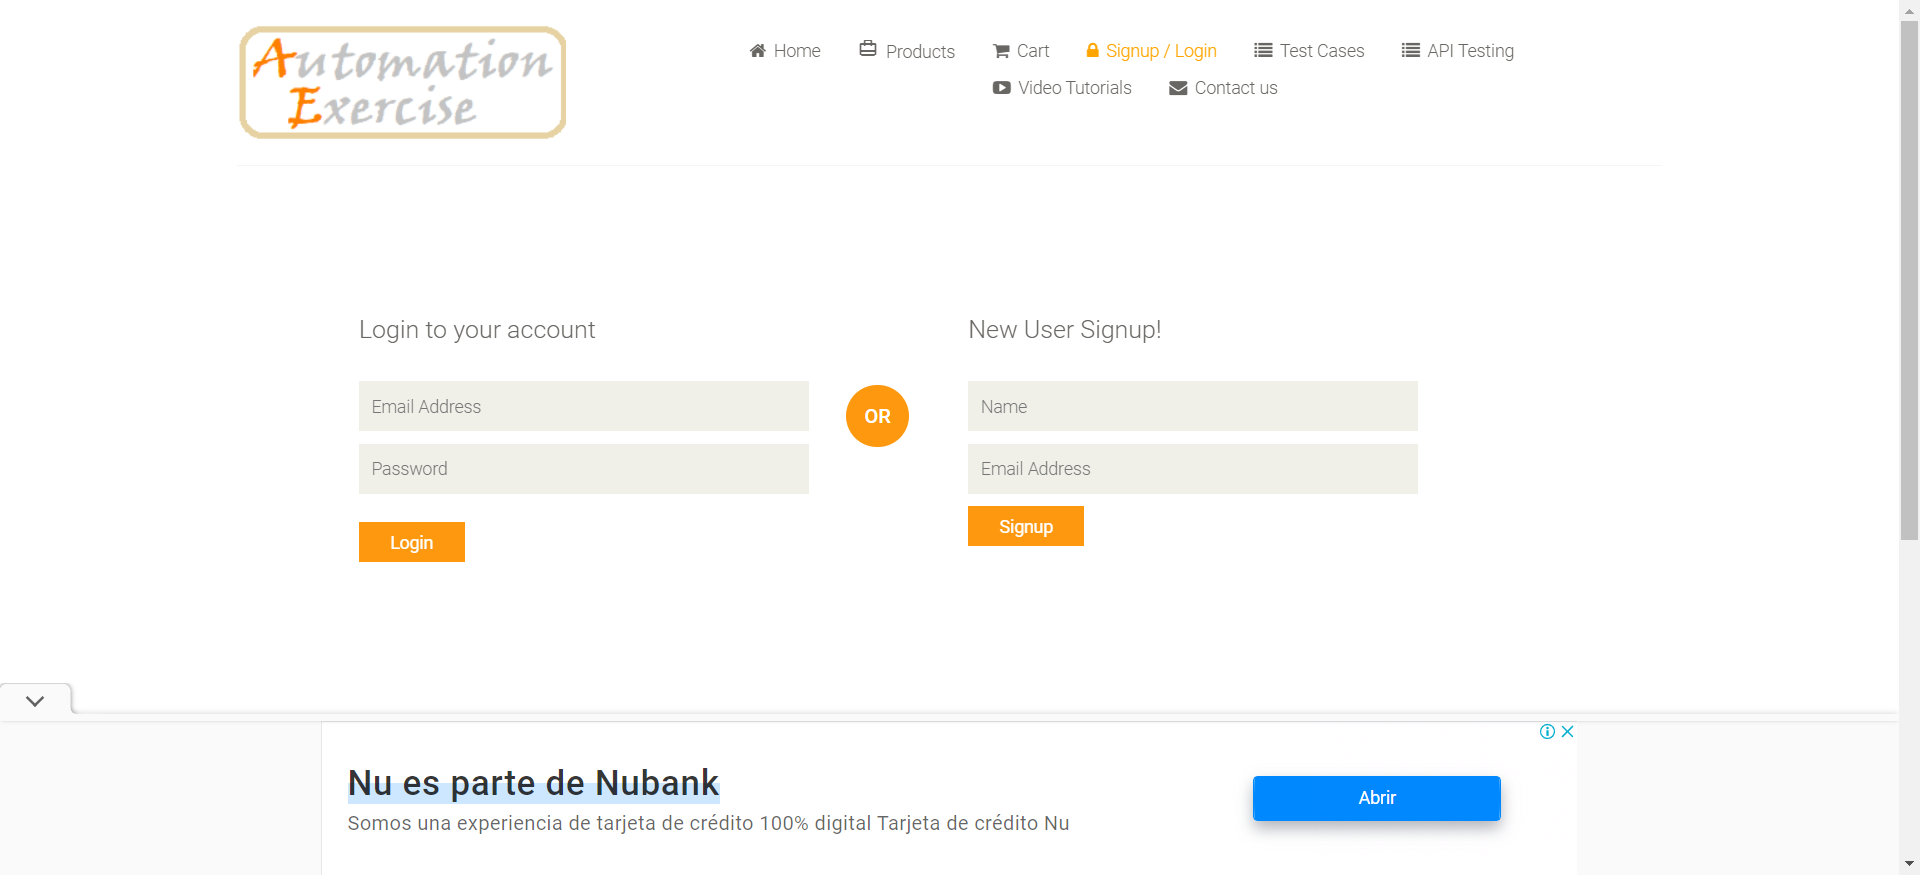 Automation
Exercise
Home
Products
Cart
Signup / Login
Test Cases
API Testing
Video Tutorials
Contact us
Login to your account
Email Address
Password
Login
OR
New User Signup!
Name
Email Address
Signup
Nu es parte de Nubank
Somos una experiencia de tarjeta de crédito 100% digital Tarjeta de crédito Nu
Abrir